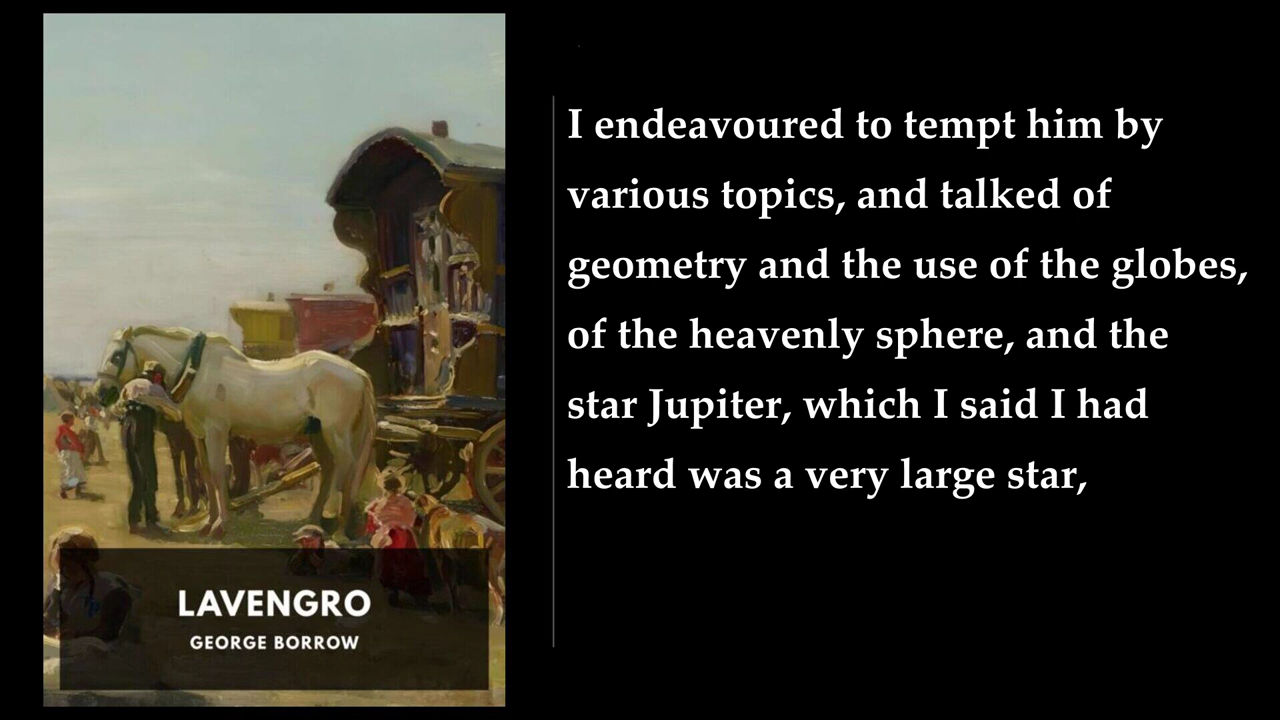 I endeavoured to tempt him by
various topics, and talked of
geometry and the use of the globes,
of the heavenly sphere, and the
star Jupiter, which I said I had
heard was a very large star,
LAVENGRO
GEORGE BORROW